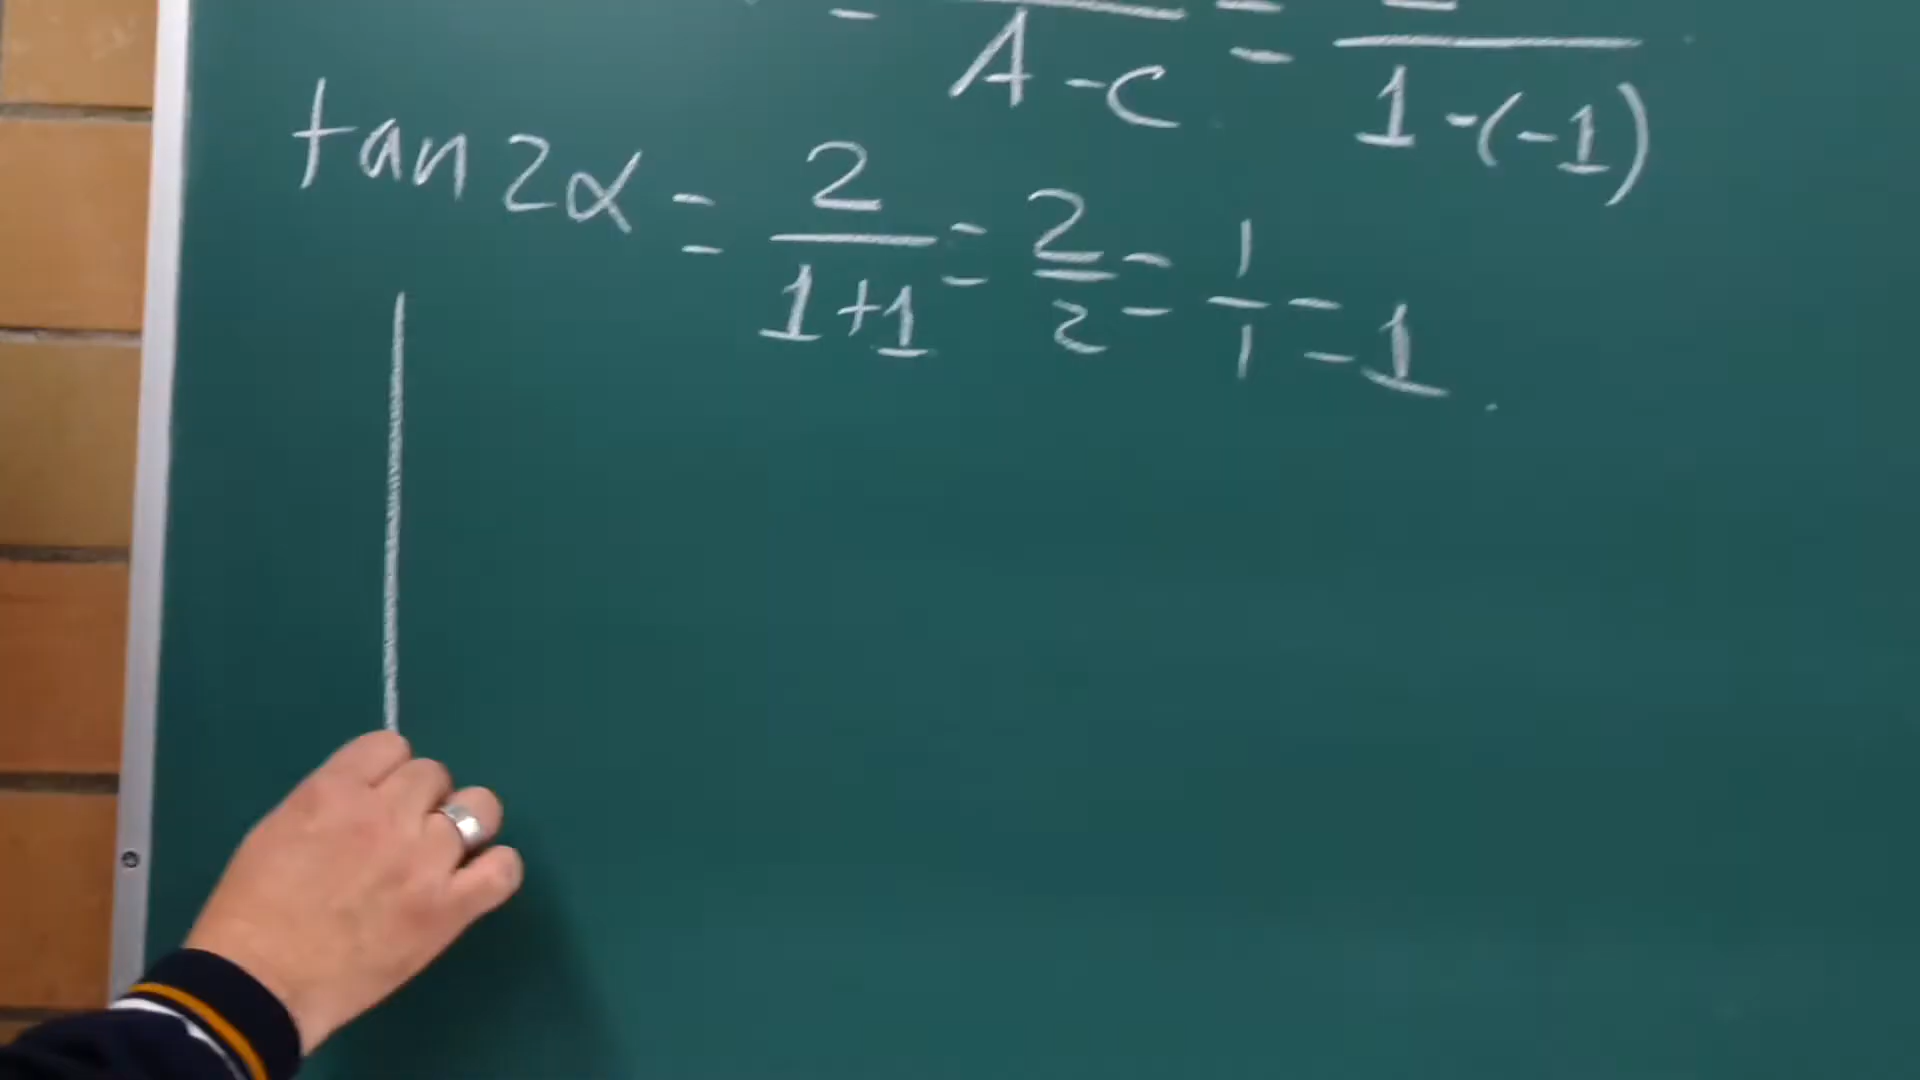 = — / A - C = — / 1 - (-1)
tan 2α = 2 / 1+1 = 2 / 2 = 1 / 1 = 1